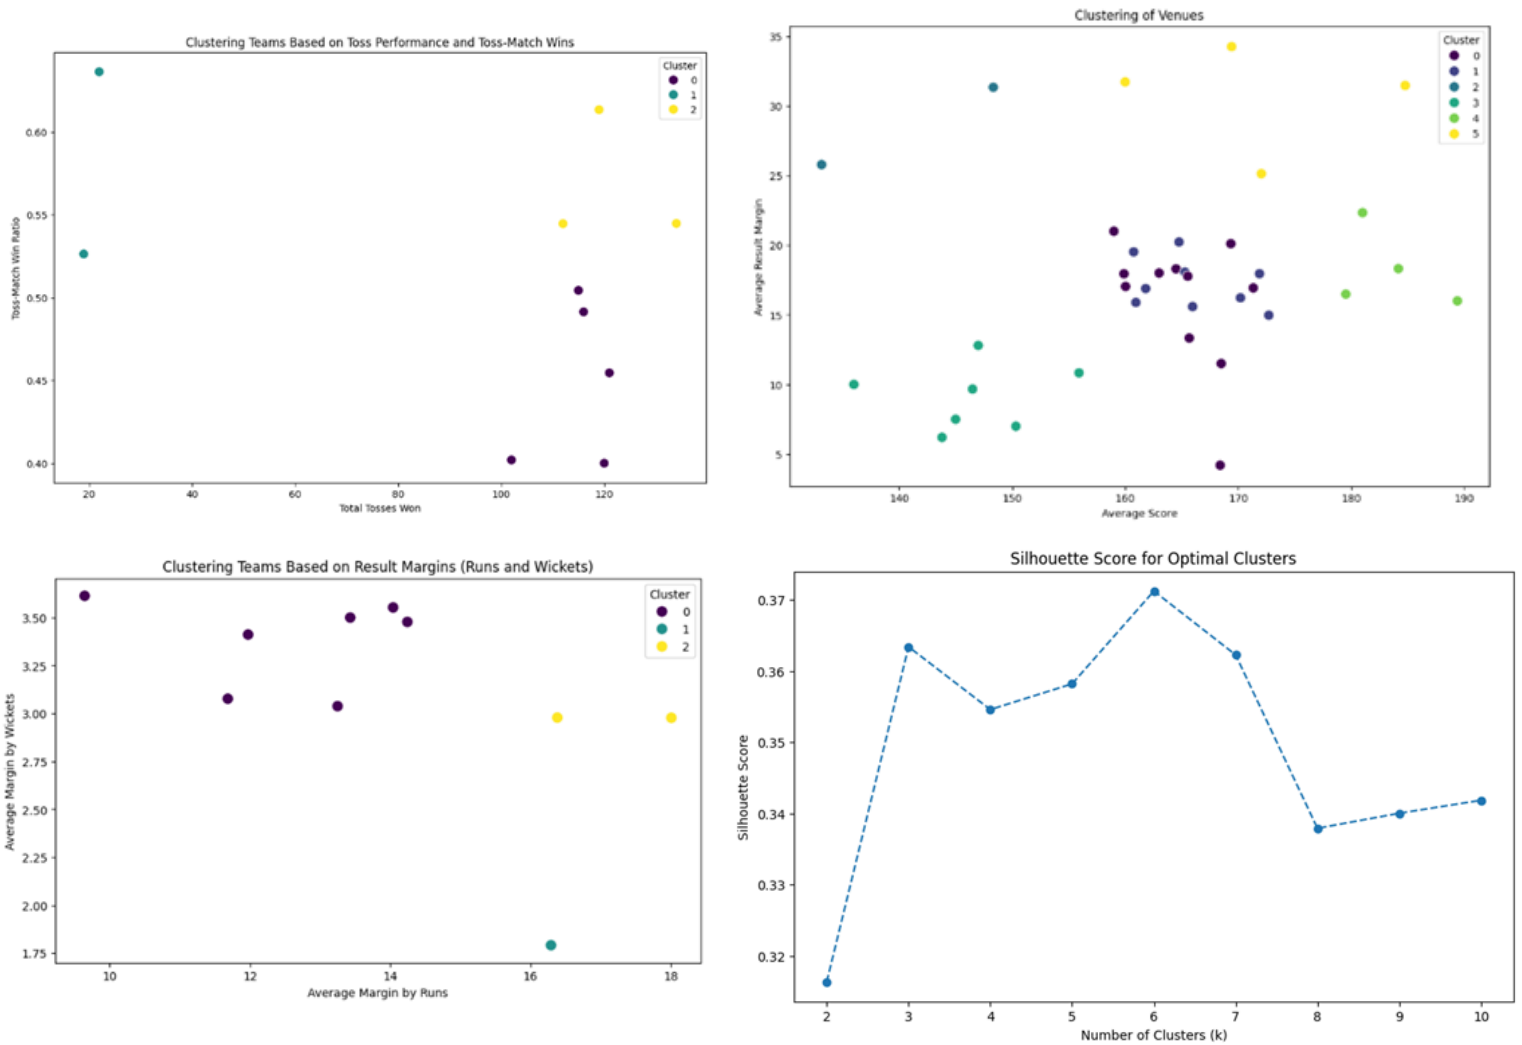 Clustering Teams Based on Toss Performance and Toss-Match Wins
Cluster
0
1
2
0.60
0.55
0.50
0.45
0.40
Toss-Match Win Ratio
20 40 60 80 100 120
Total Tosses Won
Clustering of Venues
Cluster
0
1
2
3
4
5
35
30
25
20
15
10
5
Average Result Margin
140 150 160 170 180 190
Average Score
Clustering Teams Based on Result Margins (Runs and Wickets)
Cluster
0
1
2
3.50
3.25
3.00
2.75
2.50
2.25
2.00
1.75
Average Margin by Wickets
10 12 14 16 18
Average Margin by Runs
Silhouette Score for Optimal Clusters
0.37
0.36
0.35
0.34
0.33
0.32
Silhouette Score
2 3 4 5 6 7 8 9 10
Number of Clusters (k)